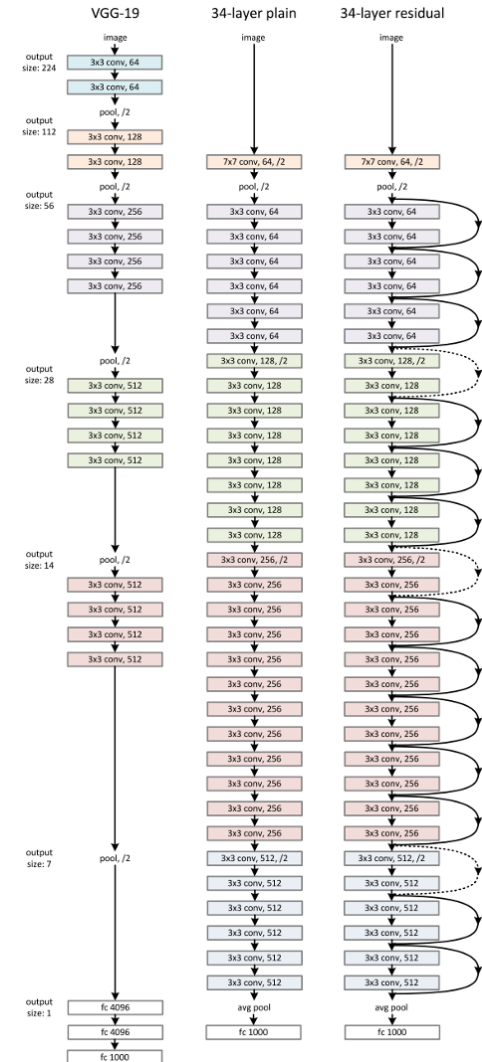 VGG-19
image
output
size: 224
3x3 conv, 64
3x3 conv, 64
pool, /2
output
size: 112
3x3 conv, 128
3x3 conv, 128
pool, /2
output
size: 56
3x3 conv, 256
3x3 conv, 256
3x3 conv, 256
3x3 conv, 256
pool, /2
output
size: 28
3x3 conv, 512
3x3 conv, 512
3x3 conv, 512
3x3 conv, 512
pool, /2
output
size: 14
3x3 conv, 512
3x3 conv, 512
3x3 conv, 512
3x3 conv, 512
pool, /2
output
size: 7
output
size: 1
fc 4096
fc 4096
fc 1000
34-layer plain
image
7x7 conv, 64, /2
pool, /2
3x3 conv, 64
3x3 conv, 64
3x3 conv, 64
3x3 conv, 64
3x3 conv, 64
3x3 conv, 64
3x3 conv, 128, /2
3x3 conv, 128
3x3 conv, 128
3x3 conv, 128
3x3 conv, 128
3x3 conv, 128
3x3 conv, 128
3x3 conv, 128
3x3 conv, 256, /2
3x3 conv, 256
3x3 conv, 256
3x3 conv, 256
3x3 conv, 256
3x3 conv, 256
3x3 conv, 256
3x3 conv, 256
3x3 conv, 256
3x3 conv, 256
3x3 conv, 256
3x3 conv, 256
3x3 conv, 512, /2
3x3 conv, 512
3x3 conv, 512
3x3 conv, 512
3x3 conv, 512
3x3 conv, 512
avg pool
fc 1000
34-layer residual
image
7x7 conv, 64, /2
pool, /2
3x3 conv, 64
3x3 conv, 64
3x3 conv, 64
3x3 conv, 64
3x3 conv, 64
3x3 conv, 64
3x3 conv, 128, /2
3x3 conv, 128
3x3 conv, 128
3x3 conv, 128
3x3 conv, 128
3x3 conv, 128
3x3 conv, 128
3x3 conv, 128
3x3 conv, 256, /2
3x3 conv, 256
3x3 conv, 256
3x3 conv, 256
3x3 conv, 256
3x3 conv, 256
3x3 conv, 256
3x3 conv, 256
3x3 conv, 256
3x3 conv, 256
3x3 conv, 256
3x3 conv, 256
3x3 conv, 512, /2
3x3 conv, 512
3x3 conv, 512
3x3 conv, 512
3x3 conv, 512
3x3 conv, 512
avg pool
fc 1000